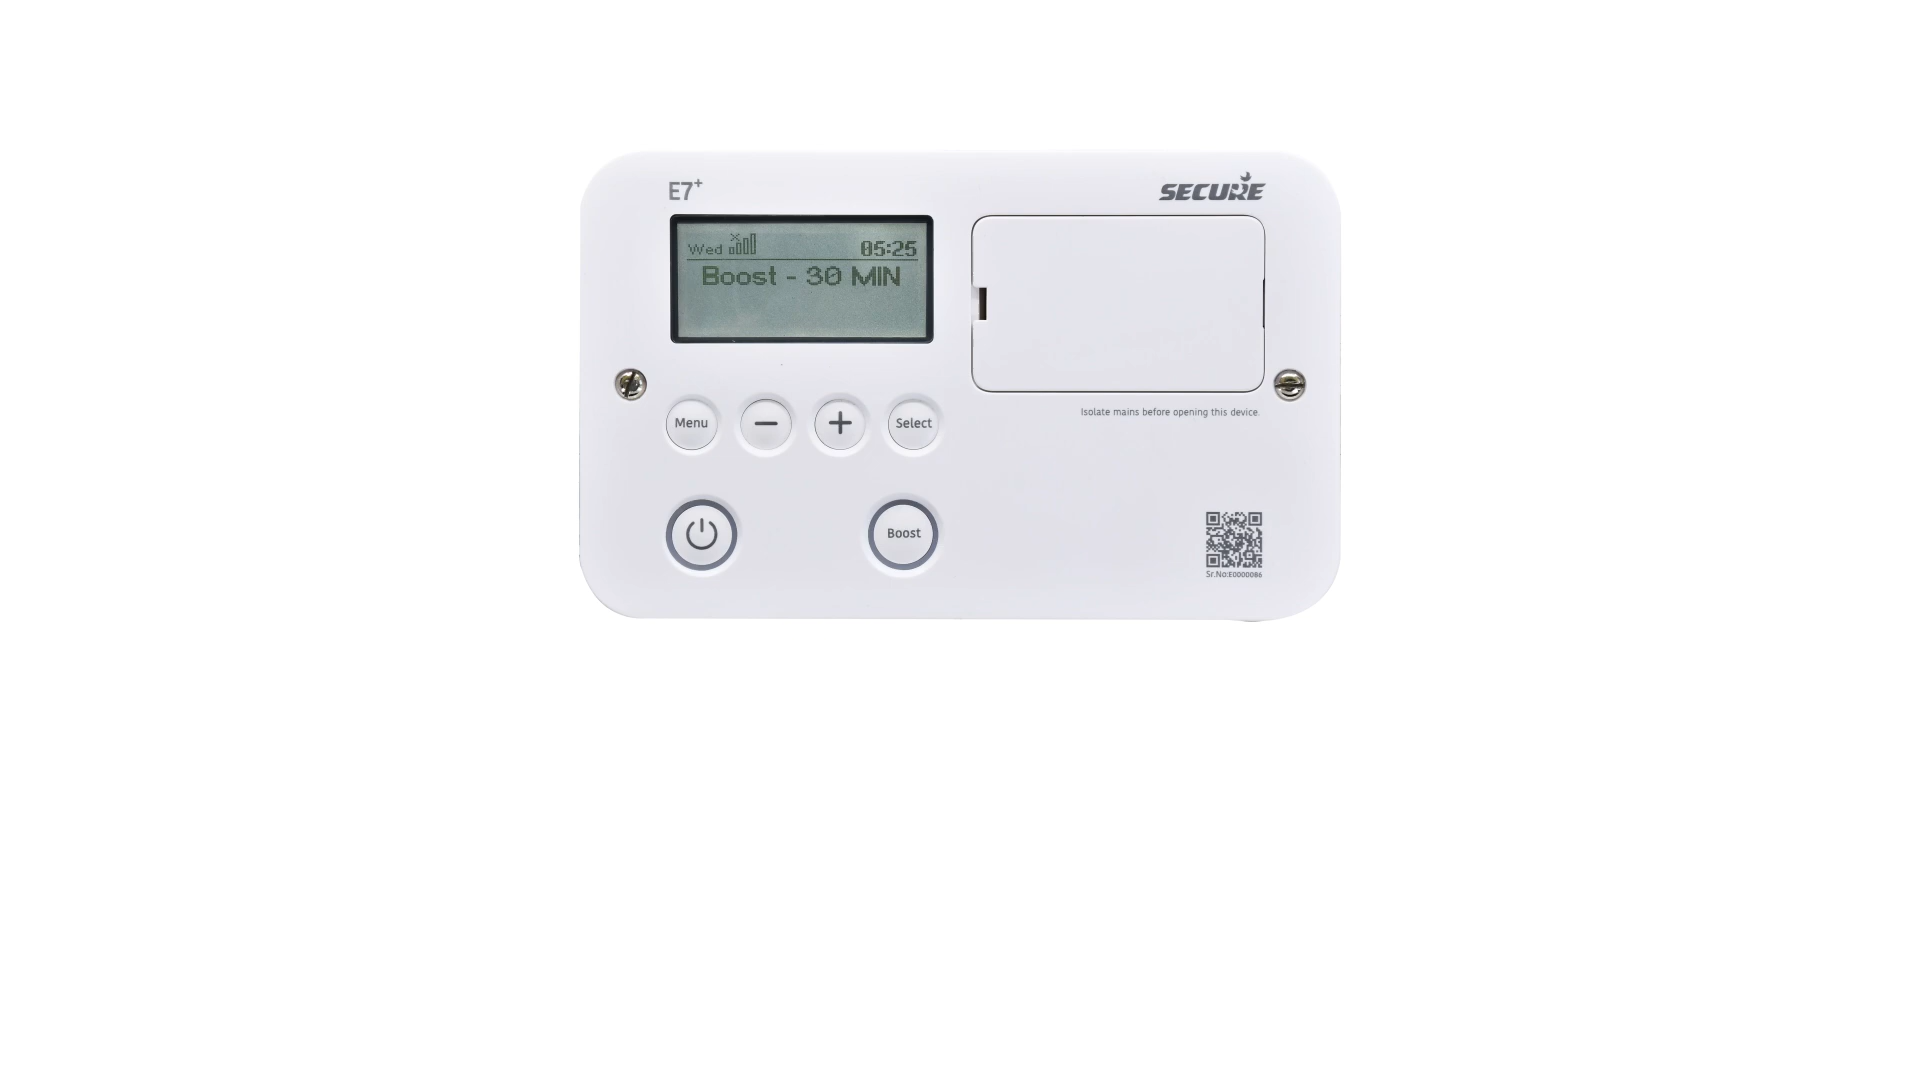 E7+
SECURE
Wed 05:25
Boost - 30 MIN
Isolate mains before opening this device.
Menu
Select
Boost
Sr.No:E0000086